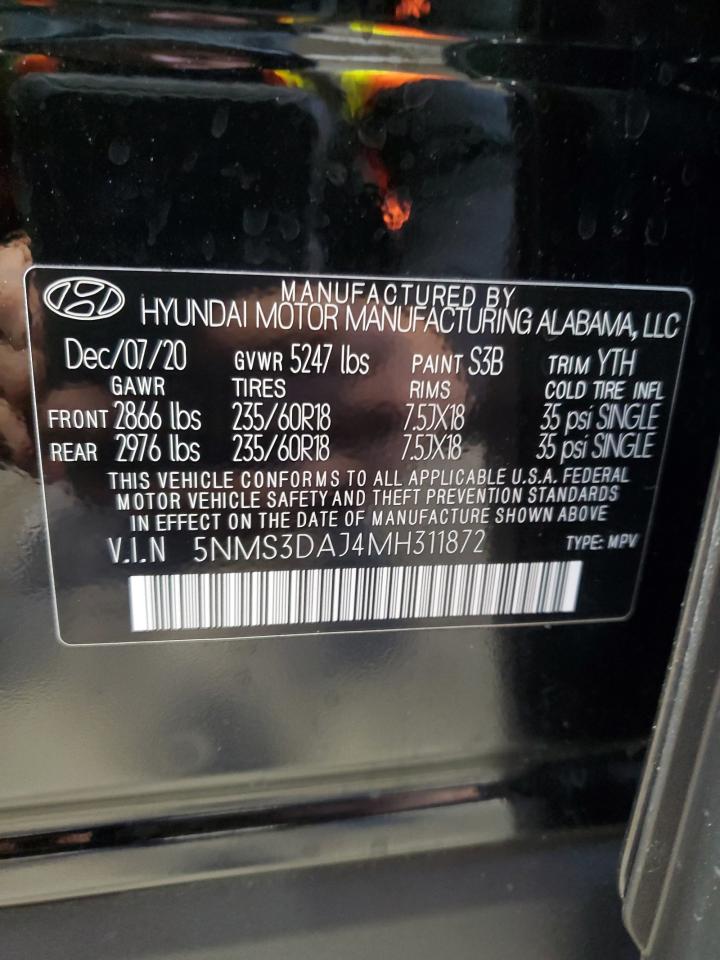 MANUFACTURED BY
HYUNDAI MOTOR MANUFACTURING ALABAMA, LLC
Dec/07/20 GVWR 5247 lbs PAINT S3B TRIM YTH
GAWR TIRES RIMS COLD TIRE INFL
FRONT 2866 lbs 235/60R18 7.5JX18 35 psi SINGLE
REAR 2976 lbs 235/60R18 7.5JX18 35 psi SINGLE
THIS VEHICLE CONFORMS TO ALL APPLICABLE U.S.A. FEDERAL
MOTOR VEHICLE SAFETY AND THEFT PREVENTION STANDARDS
IN EFFECT ON THE DATE OF MANUFACTURE SHOWN ABOVE
V.I.N 5NMS3DAJ4MH311872 TYPE: MPV